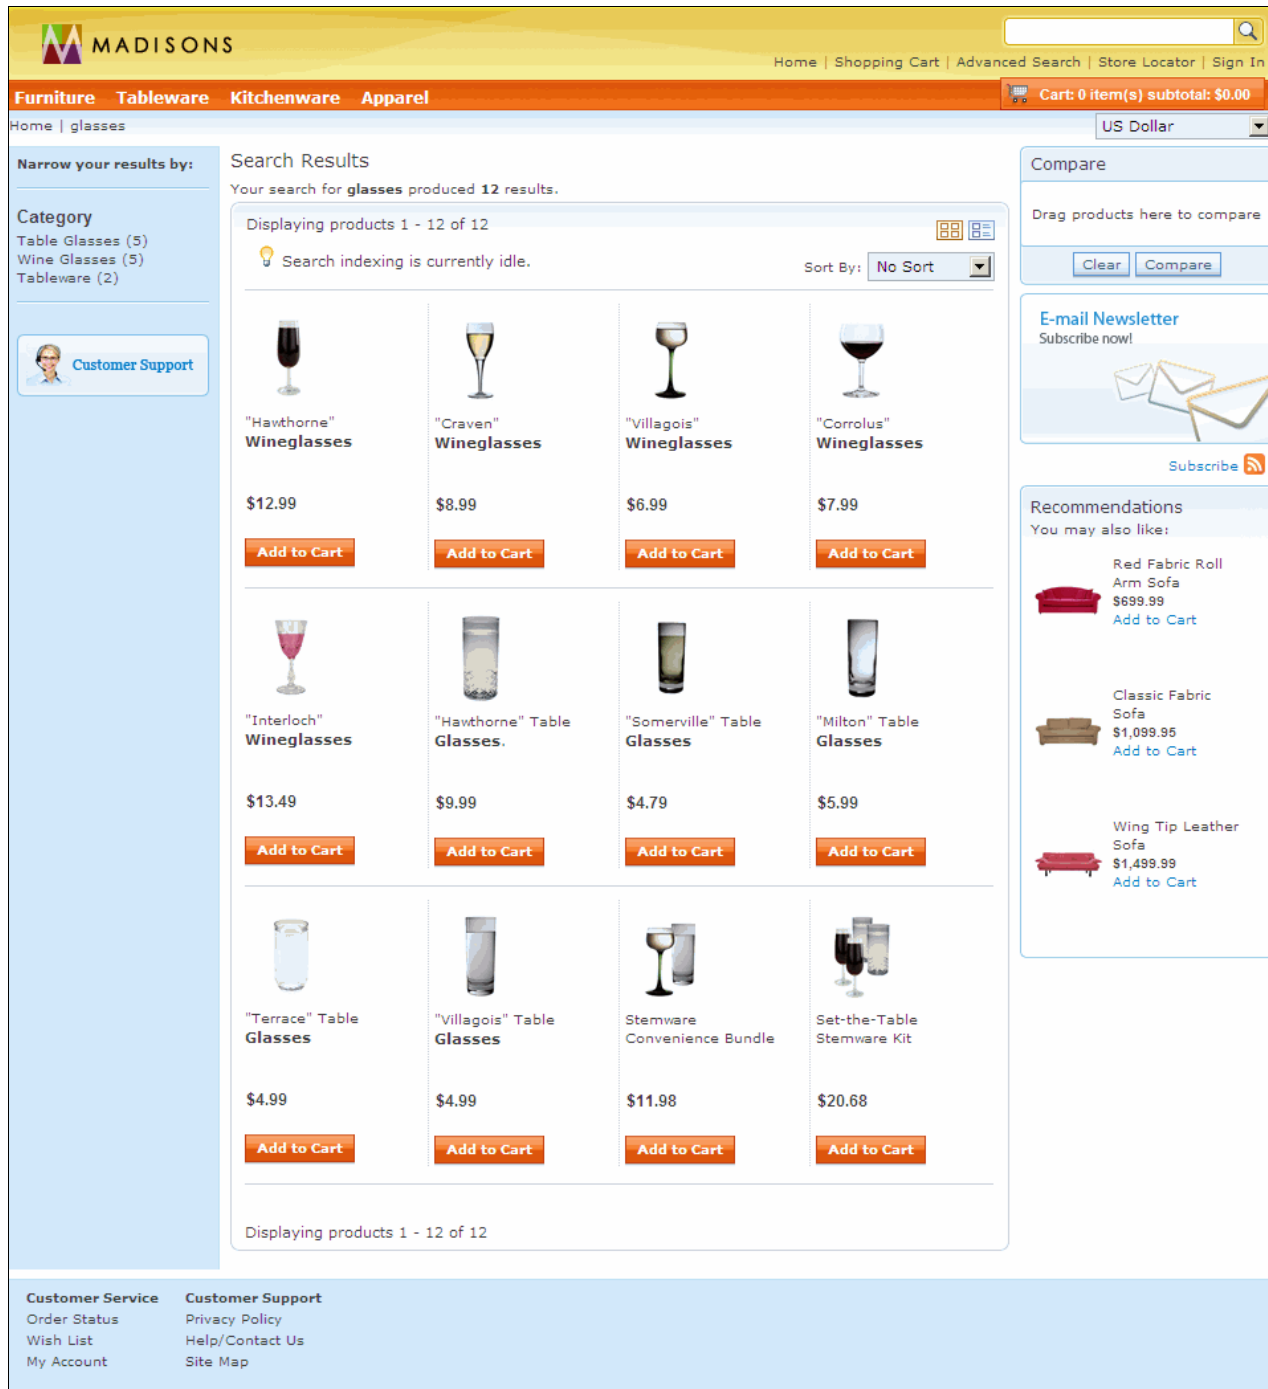 MADISONS
Home | Shopping Cart | Advanced Search | Store Locator | Sign In
Furniture Tableware Kitchenware Apparel
Cart: 0 item(s) subtotal: $0.00
Home | glasses
US Dollar
Narrow your results by:
Category
Table Glasses (5)
Wine Glasses (5)
Tableware (2)
Customer Support
Search Results
Your search for glasses produced 12 results.
Displaying products 1 - 12 of 12
Search indexing is currently idle.
Sort By: No Sort
"Hawthorne"
Wineglasses
$12.99
Add to Cart
"Craven"
Wineglasses
$8.99
Add to Cart
"Villagois"
Wineglasses
$6.99
Add to Cart
"Corrolus"
Wineglasses
$7.99
Add to Cart
"Interloch"
Wineglasses
$13.49
Add to Cart
"Hawthorne" Table
Glasses.
$9.99
Add to Cart
"Somerville" Table
Glasses
$4.79
Add to Cart
"Milton" Table
Glasses
$5.99
Add to Cart
"Terrace" Table
Glasses
$4.99
Add to Cart
"Villagois" Table
Glasses
$4.99
Add to Cart
Stemware
Convenience Bundle
$11.98
Add to Cart
Set-the-Table
Stemware Kit
$20.68
Add to Cart
Displaying products 1 - 12 of 12
Compare
Drag products here to compare
Clear Compare
E-mail Newsletter
Subscribe now!
Subscribe
Recommendations
You may also like:
Red Fabric Roll
Arm Sofa
$699.99
Add to Cart
Classic Fabric
Sofa
$1,099.95
Add to Cart
Wing Tip Leather
Sofa
$1,499.99
Add to Cart
Customer Service
Order Status
Wish List
My Account
Customer Support
Privacy Policy
Help/Contact Us
Site Map